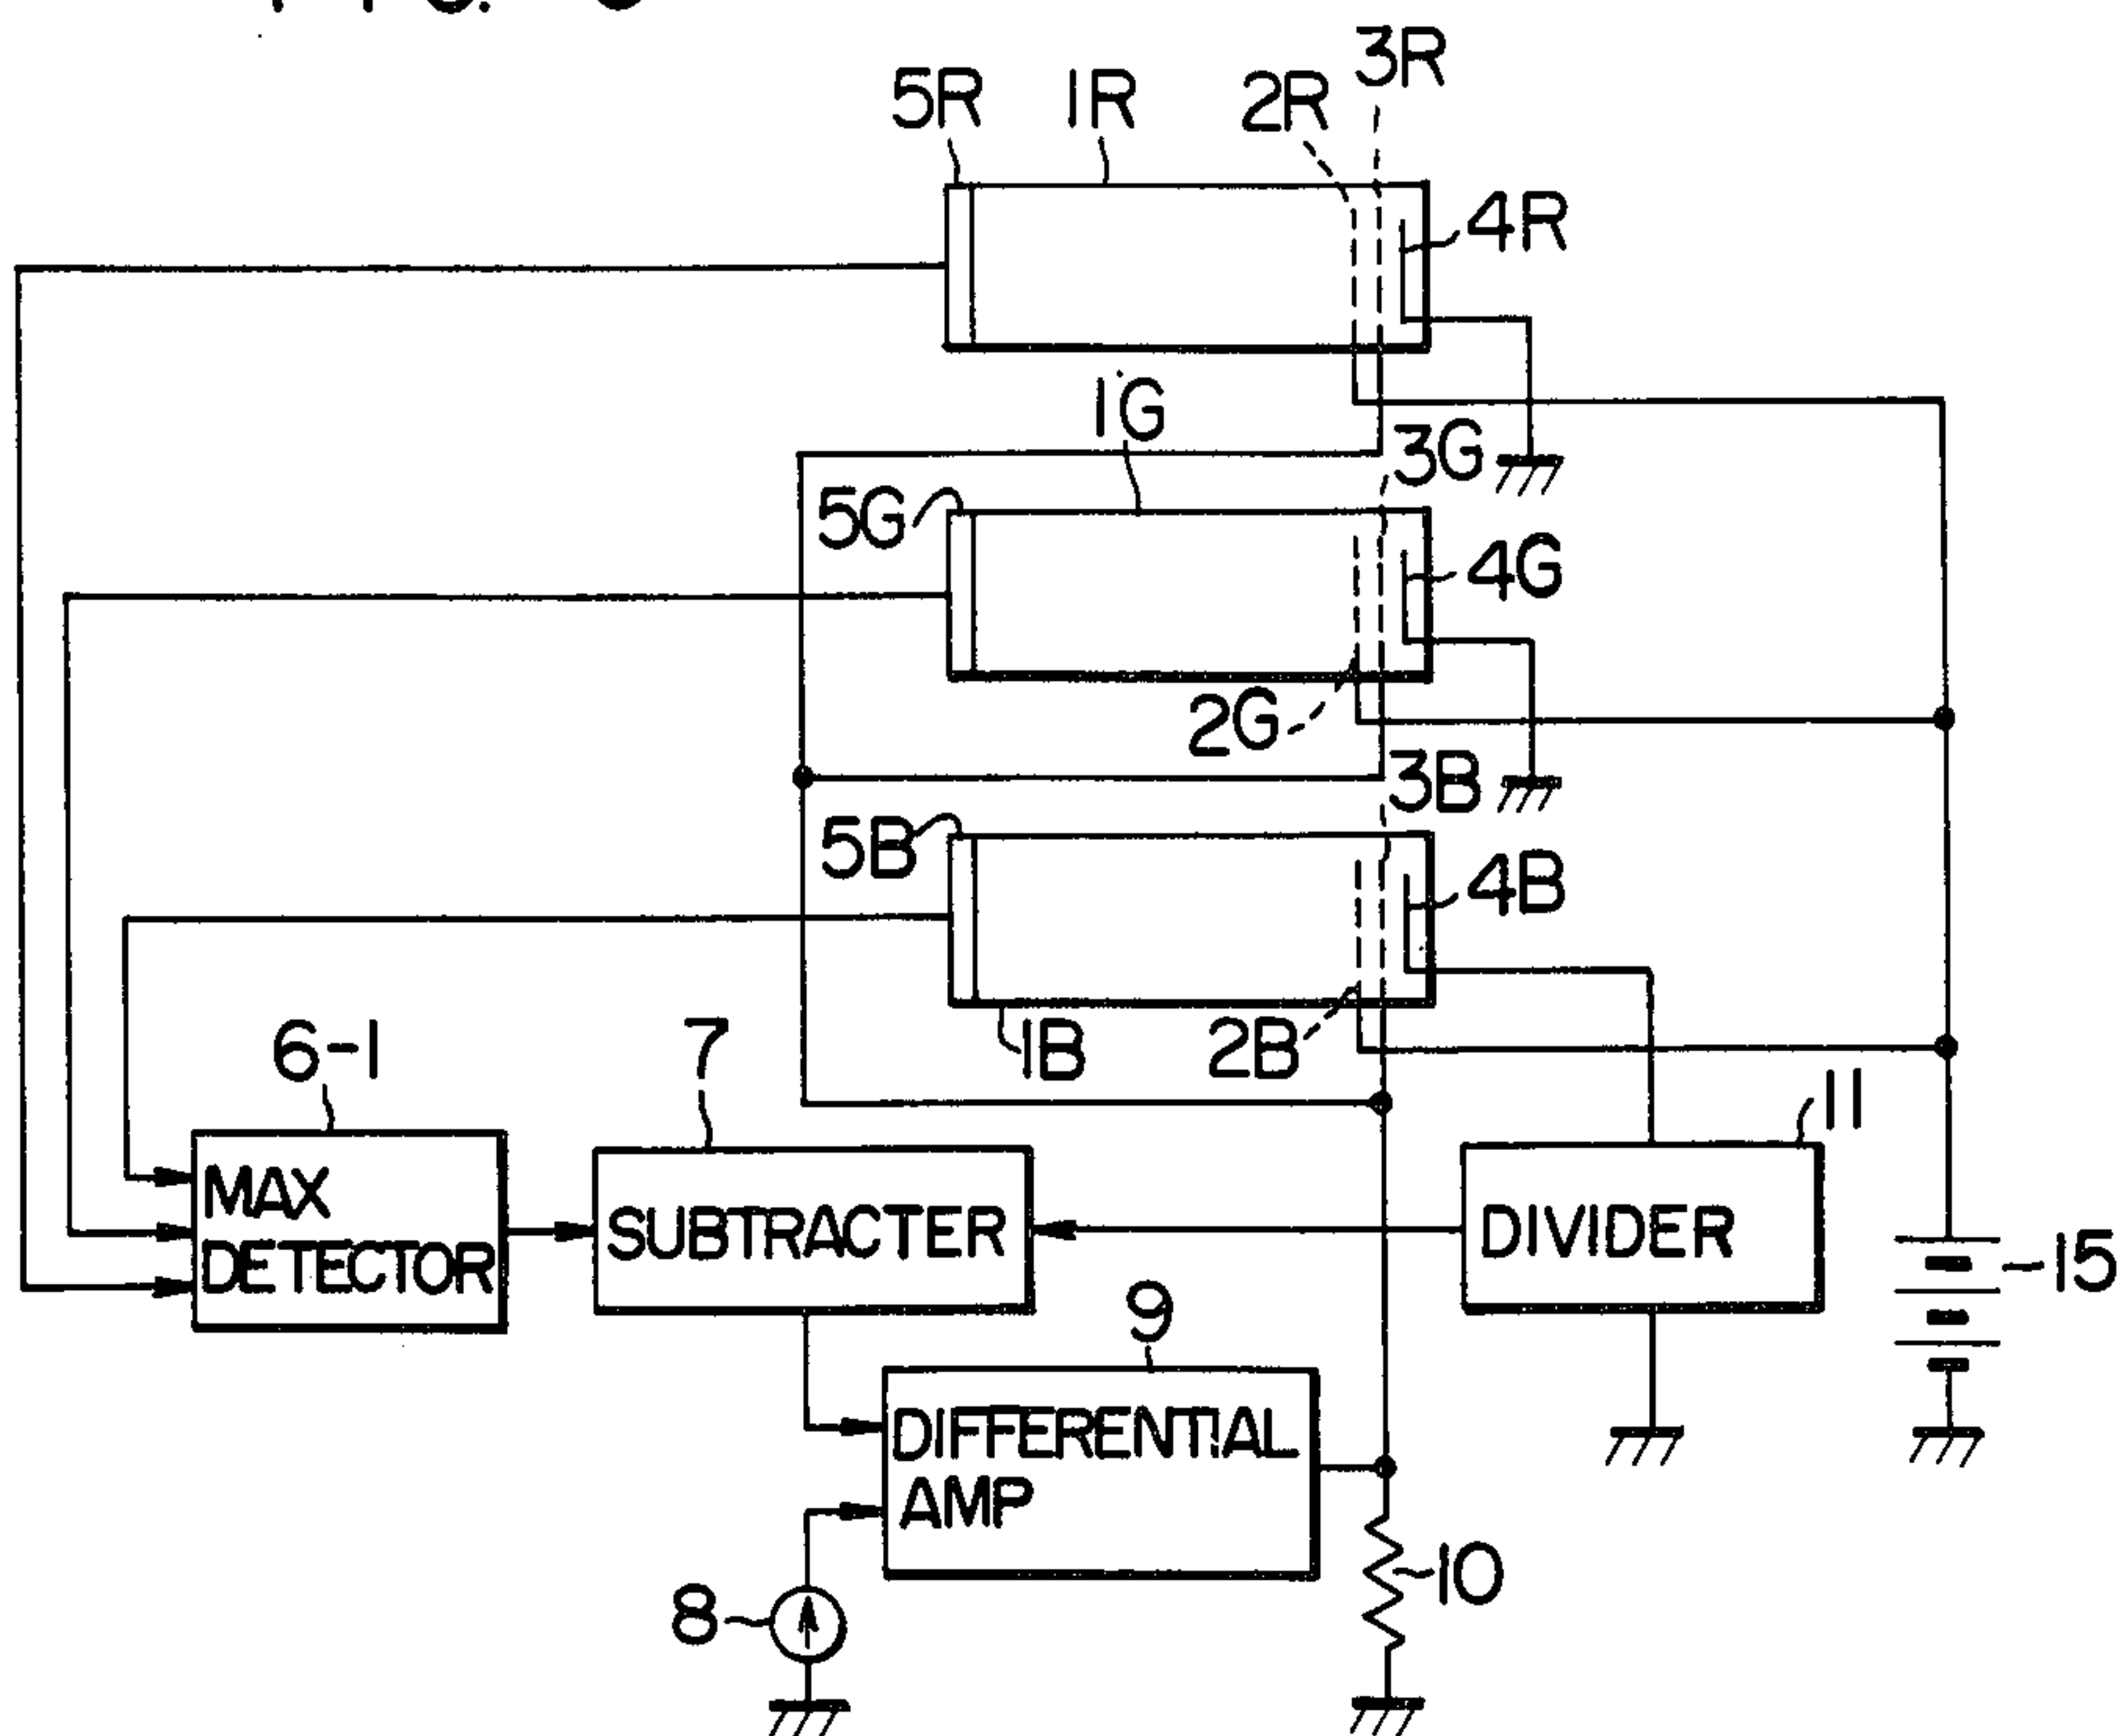 3R
5R 1R 2R
4R
1G
3G
5G
4G
2G
3B
5B
4B
6-1 7 1B 2B
11
MAX
DETECTOR
SUBTRACTER
DIVIDER
15
9
DIFFERENTIAL
AMP
10
8